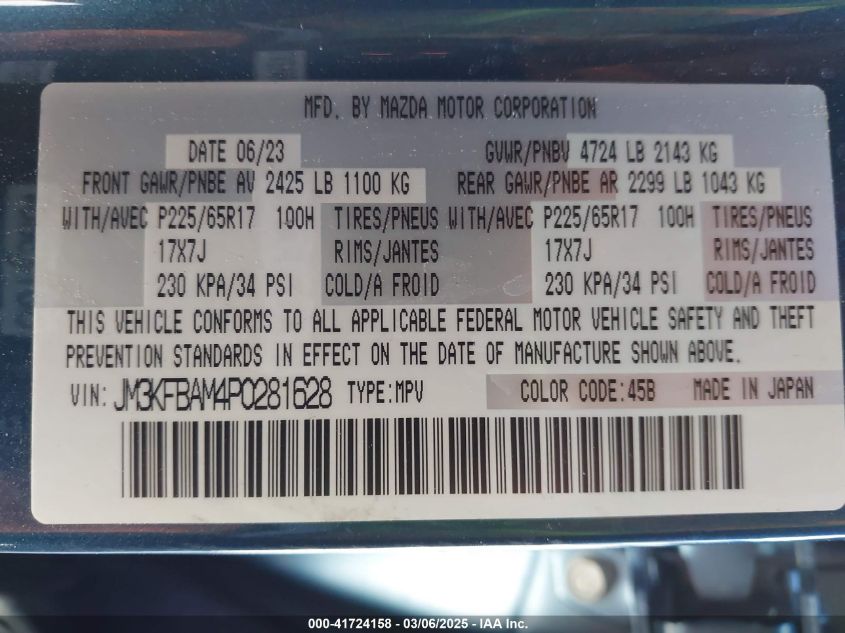 MFD. BY MAZDA MOTOR CORPORATION
DATE 06/23 GVWR/PNBV 4724 LB 2143 KG
FRONT GAWR/PNBE AV 2425 LB 1100 KG REAR GAWR/PNBE AR 2299 LB 1043 KG
WITH/AVEC P225/65R17 100H TIRES/PNEUS WITH/AVEC P225/65R17 100H TIRES/PNEUS
17X7J RIMS/JANTES 17X7J RIMS/JANTES
230 KPA/34 PSI COLD/A FROID 230 KPA/34 PSI COLD/A FROID
THIS VEHICLE CONFORMS TO ALL APPLICABLE FEDERAL MOTOR VEHICLE SAFETY AND THEFT
PREVENTION STANDARDS IN EFFECT ON THE DATE OF MANUFACTURE SHOWN ABOVE.
VIN: JM3KFBAM4P0281628 TYPE:MPV COLOR CODE:45B MADE IN JAPAN
000-41724158 - 03/06/2025 - IAA Inc.